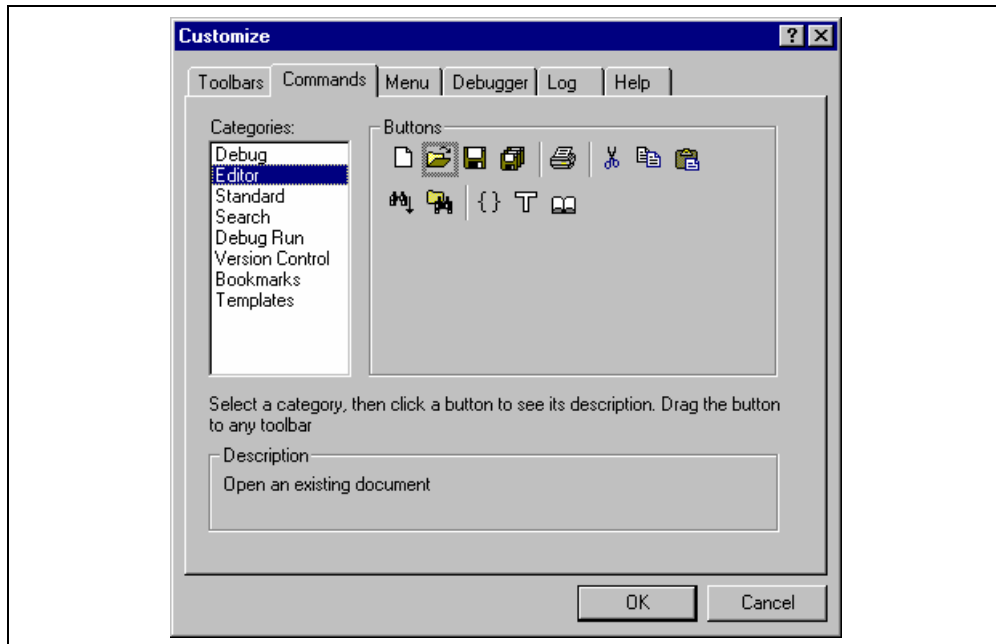 Customize
Toolbars Commands Menu Debugger Log Help
Categories:
Buttons
Debug
Editor
Standard
Search
Debug Run
Version Control
Bookmarks
Templates
Select a category, then click a button to see its description. Drag the button
to any toolbar
Description
Open an existing document
OK Cancel